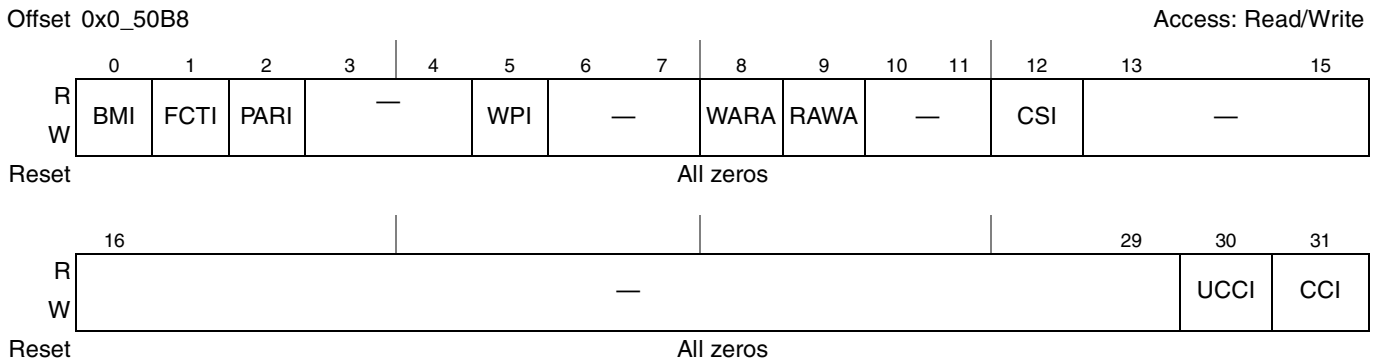 Offset 0x0_50B8 Access: Read/Write
0 1 2 3 4 5 6 7 8 9 10 11 12 13 15
R
BMI FCTI PARI — WPI — WARA RAWA — CSI —
W
Reset All zeros
16 29 30 31
R
— UCCI CCI
W
Reset All zeros